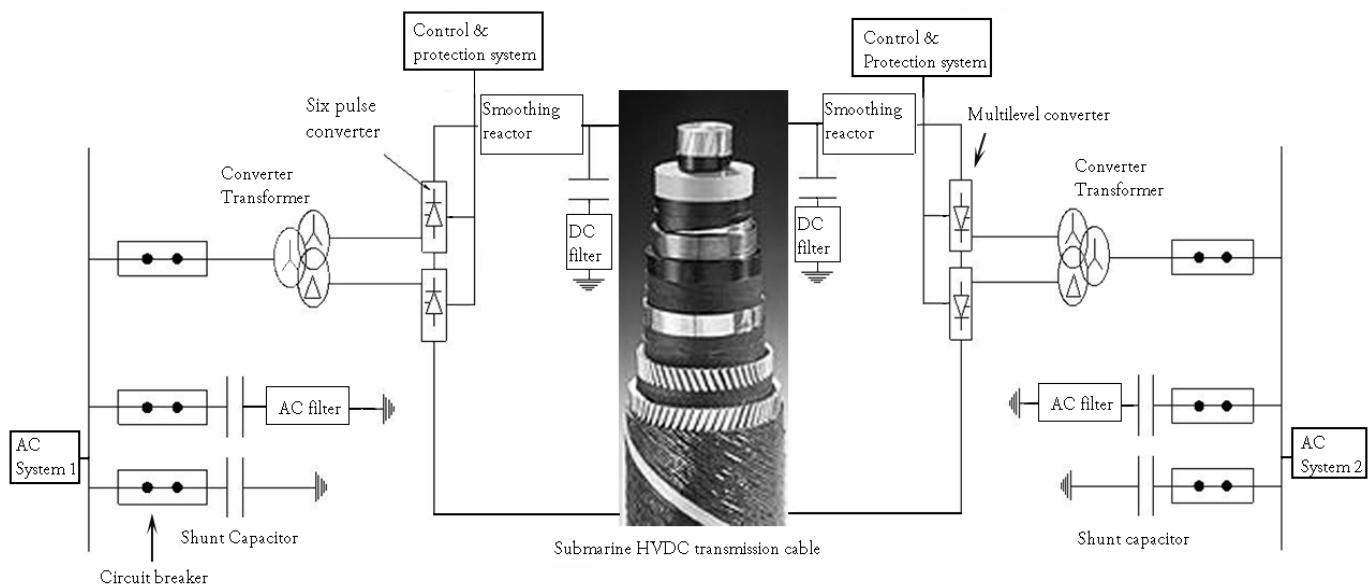 Control &
protection system
Control &
Protection system
Six pulse
converter
Smoothing
reactor
Smoothing
reactor
Multilevel converter
Converter
Transformer
Converter
Transformer
DC
filter
DC
filter
AC filter
AC filter
AC
System 1
AC
System 2
Shunt Capacitor
Shunt capacitor
Submarine HVDC transmission cable
Circuit breaker